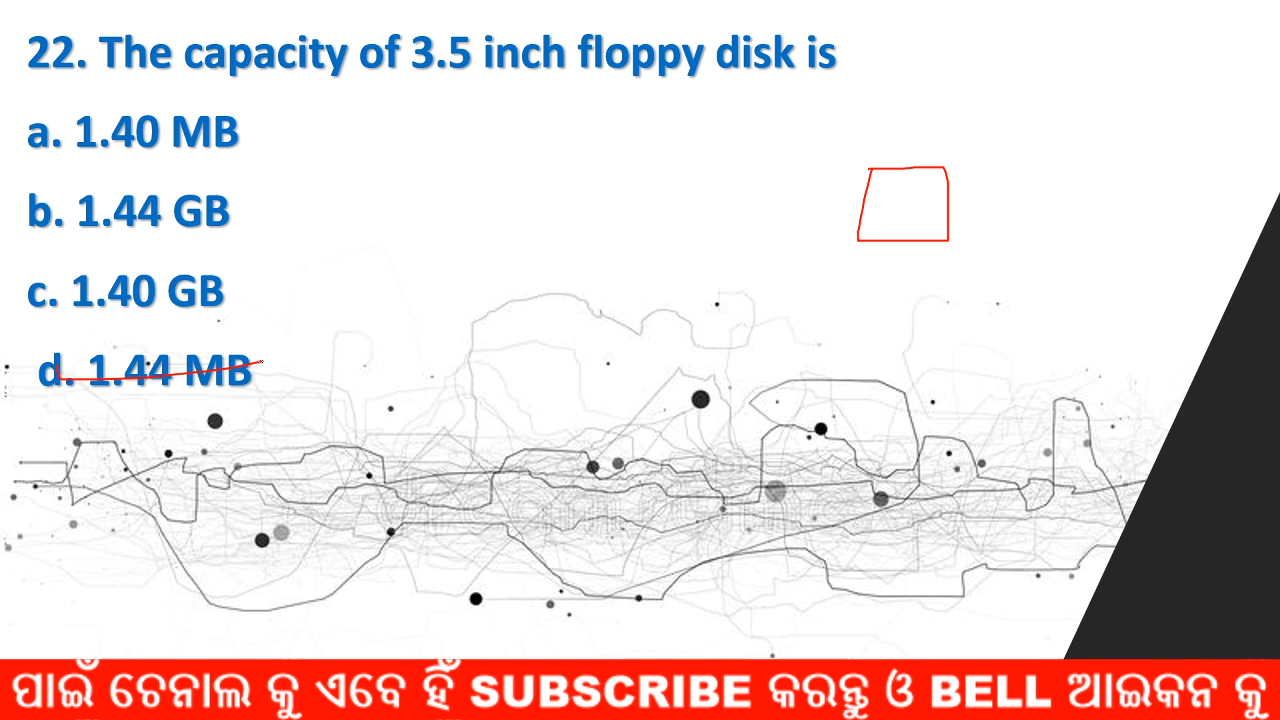 22. The capacity of 3.5 inch floppy disk is
a. 1.40 MB
b. 1.44 GB
c. 1.40 GB
d. 1.44 MB
ପାଇଁ ଚେନାଲ କୁ ଏବେ ହିଁ SUBSCRIBE କରନ୍ତୁ ଓ BELL ଆଇକନ କୁ